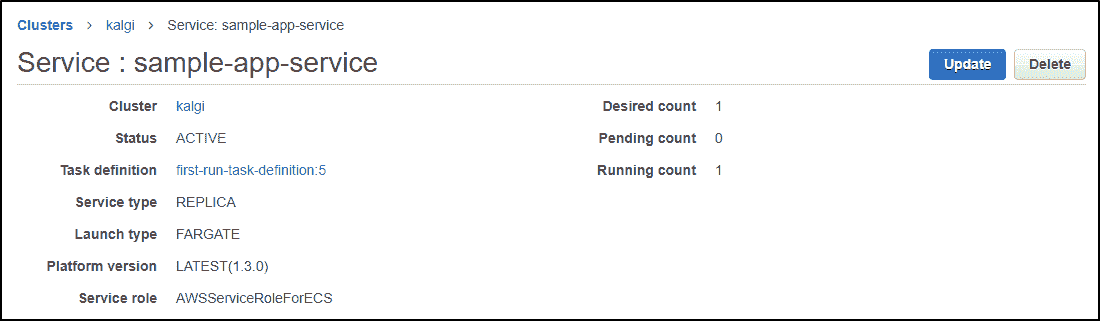 Clusters > kalgi > Service: sample-app-service
Service : sample-app-service
Update Delete
Cluster kalgi Desired count 1
Status ACTIVE Pending count 0
Task definition first-run-task-definition:5 Running count 1
Service type REPLICA
Launch type FARGATE
Platform version LATEST(1.3.0)
Service role AWSServiceRoleForECS